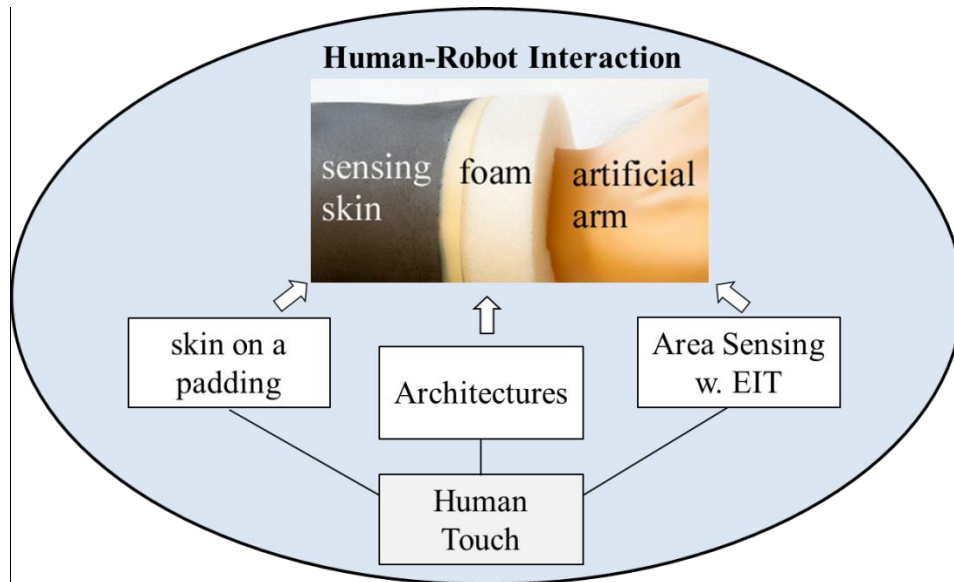 Human-Robot Interaction
sensing
skin
foam
artificial
arm
skin on a
padding
Architectures
Area Sensing
w. EIT
Human
Touch